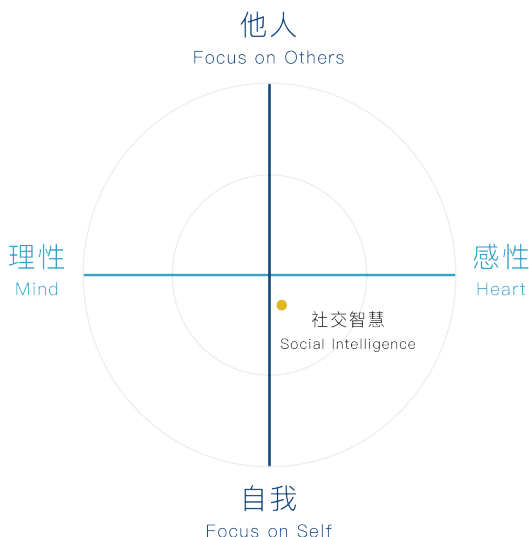 他人
Focus on Others
理性
Mind
感性
Heart
社交智慧
Social Intelligence
自我
Focus on Self